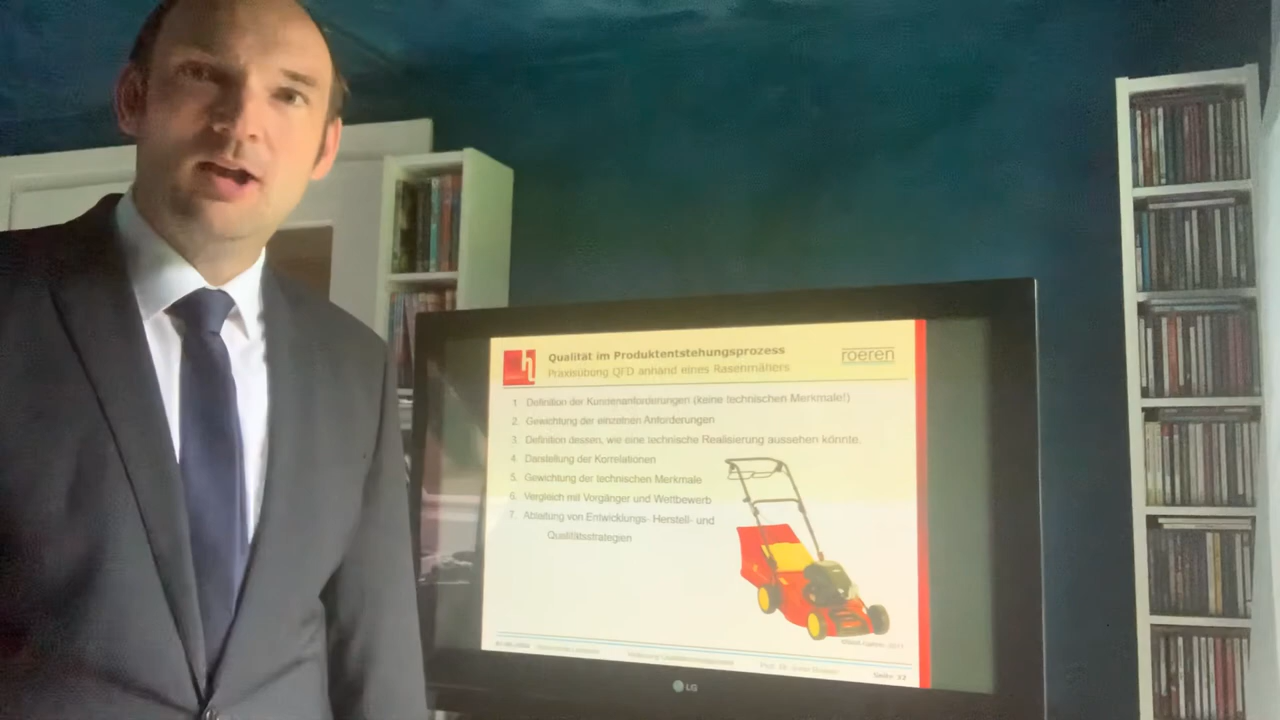 Qualität im Produktentstehungsprozess
Praxisübung QFD anhand eines Rasenmähers
roeren
1. Definition der Kundenanforderungen (keine technischen Merkmale!)
2. Gewichtung der einzelnen Anforderungen
3. Definition dessen, wie eine technische Realisierung aussehen könnte.
4. Darstellung der Korrelationen
5. Gewichtung der technischen Merkmale
6. Vergleich mit Vorgänger und Wettbewerb
7. Ableitung von Entwicklungs- Herstell- und
Qualitätsstrategien
Seite
LG